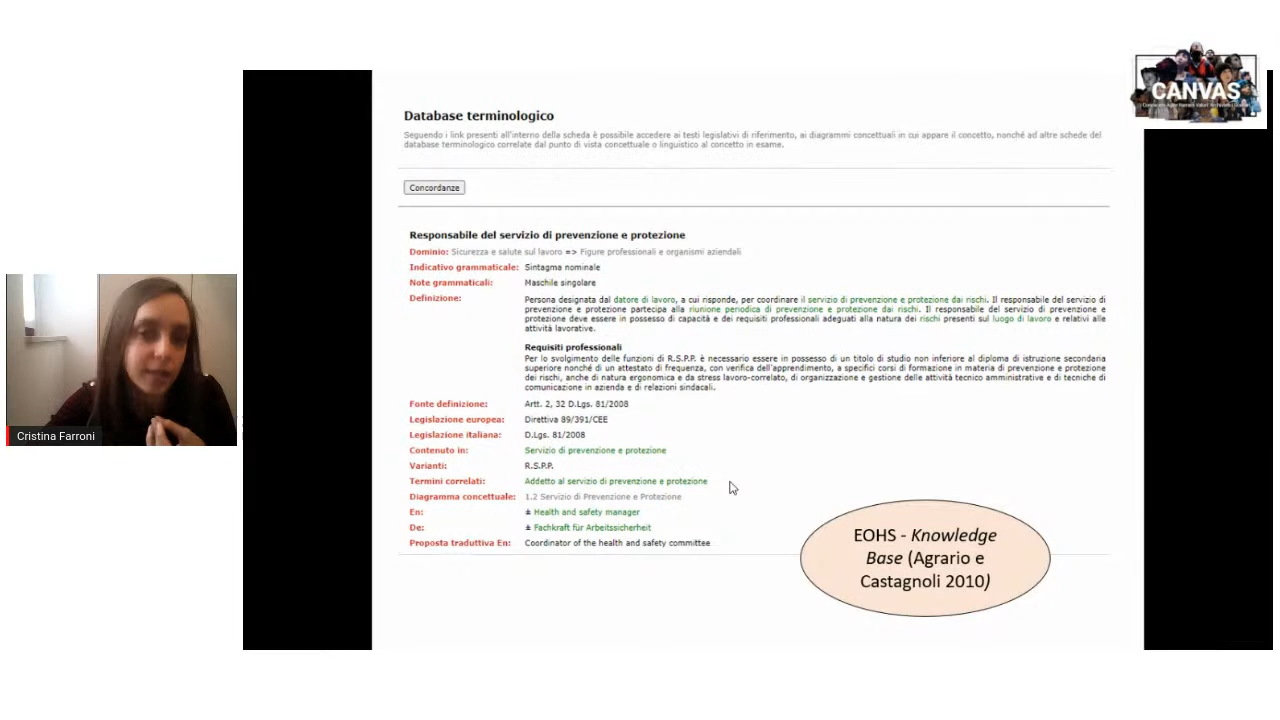 CANVAS
Database terminologico
Seguendo i link presenti all'interno della scheda è possibile accedere ai testi legislativi di riferimento, ai diagrammi concettuali in cui appare il concetto, nonché ad altre schede del
database terminologico correlate dal punto di vista concettuale o linguistico al concetto in esame.
Concordanze
Responsabile del servizio di prevenzione e protezione
Dominio: Sicurezza e salute sul lavoro => Figure professionali e organismi aziendali
Indicativo grammaticale: Sintagma nominale
Note grammaticali: Maschile singolare
Definizione: Persona designata dal datore di lavoro, a cui risponde, per coordinare il servizio di prevenzione e protezione dai rischi. Il responsabile del servizio di
prevenzione e protezione partecipa alla riunione periodica di prevenzione e protezione dai rischi. Il responsabile del servizio di prevenzione e
protezione deve essere in possesso di capacità e dei requisiti professionali adeguati alla natura dei rischi presenti sul luogo di lavoro e relativi alle
attività lavorative.
Requisiti professionali
Per lo svolgimento delle funzioni di R.S.P.P. è necessario essere in possesso di un titolo di studio non inferiore al diploma di istruzione secondaria
superiore nonché di un attestato di frequenza, con verifica dell'apprendimento, a specifici corsi di formazione in materia di prevenzione e protezione
dei rischi, anche di natura ergonomica e da stress lavoro-correlato, di organizzazione e gestione delle attività tecnico amministrative e di tecniche di
comunicazione in azienda e di relazioni sindacali.
Fonte definizione: Artt. 2, 32 D.Lgs. 81/2008
Legislazione europea: Direttiva 89/391/CEE
Legislazione italiana: D.Lgs. 81/2008
Contenuto in: Servizio di prevenzione e protezione
Varianti: R.S.P.P.
Termini correlati: Addetto al servizio di prevenzione e protezione
Diagramma concettuale: 1.2 Servizio di Prevenzione e Protezione
En: ± Health and safety manager
De: ± Fachkraft für Arbeitssicherheit
Proposta traduttiva En: Coordinator of the health and safety committee
EOHS - Knowledge
Base (Agrario e
Castagnoli 2010)
Cristina Farroni